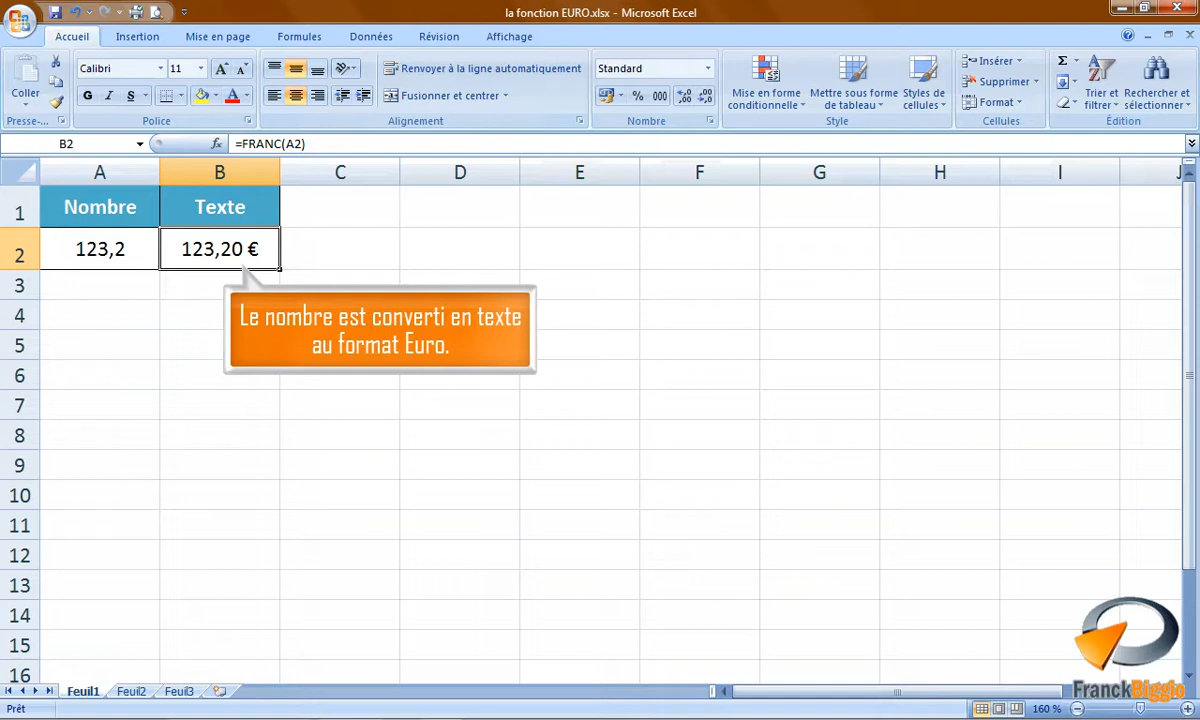 la fonction EURO.xlsx - Microsoft Excel
Accueil Insertion Mise en page Formules Données Révision Affichage
Coller
Calibri 11
G I S
Renvoyer à la ligne automatiquement
Fusionner et centrer
Standard
% 000
Mise en forme conditionnelle
Mettre sous forme de tableau
Styles de cellules
Insérer
Supprimer
Format
Σ
Trier et filtrer
Rechercher et sélectionner
Presse-... Police Alignement Nombre Style Cellules Édition
B2 fx =FRANC(A2)
A B C D E F G H I J
1 Nombre Texte
2 123,2 123,20 €
Le nombre est converti en texte
au format Euro.
3
4
5
6
7
8
9
10
11
12
13
14
15
16
FranckBiggio
Feuil1 Feuil2 Feuil3
Prêt 160 %